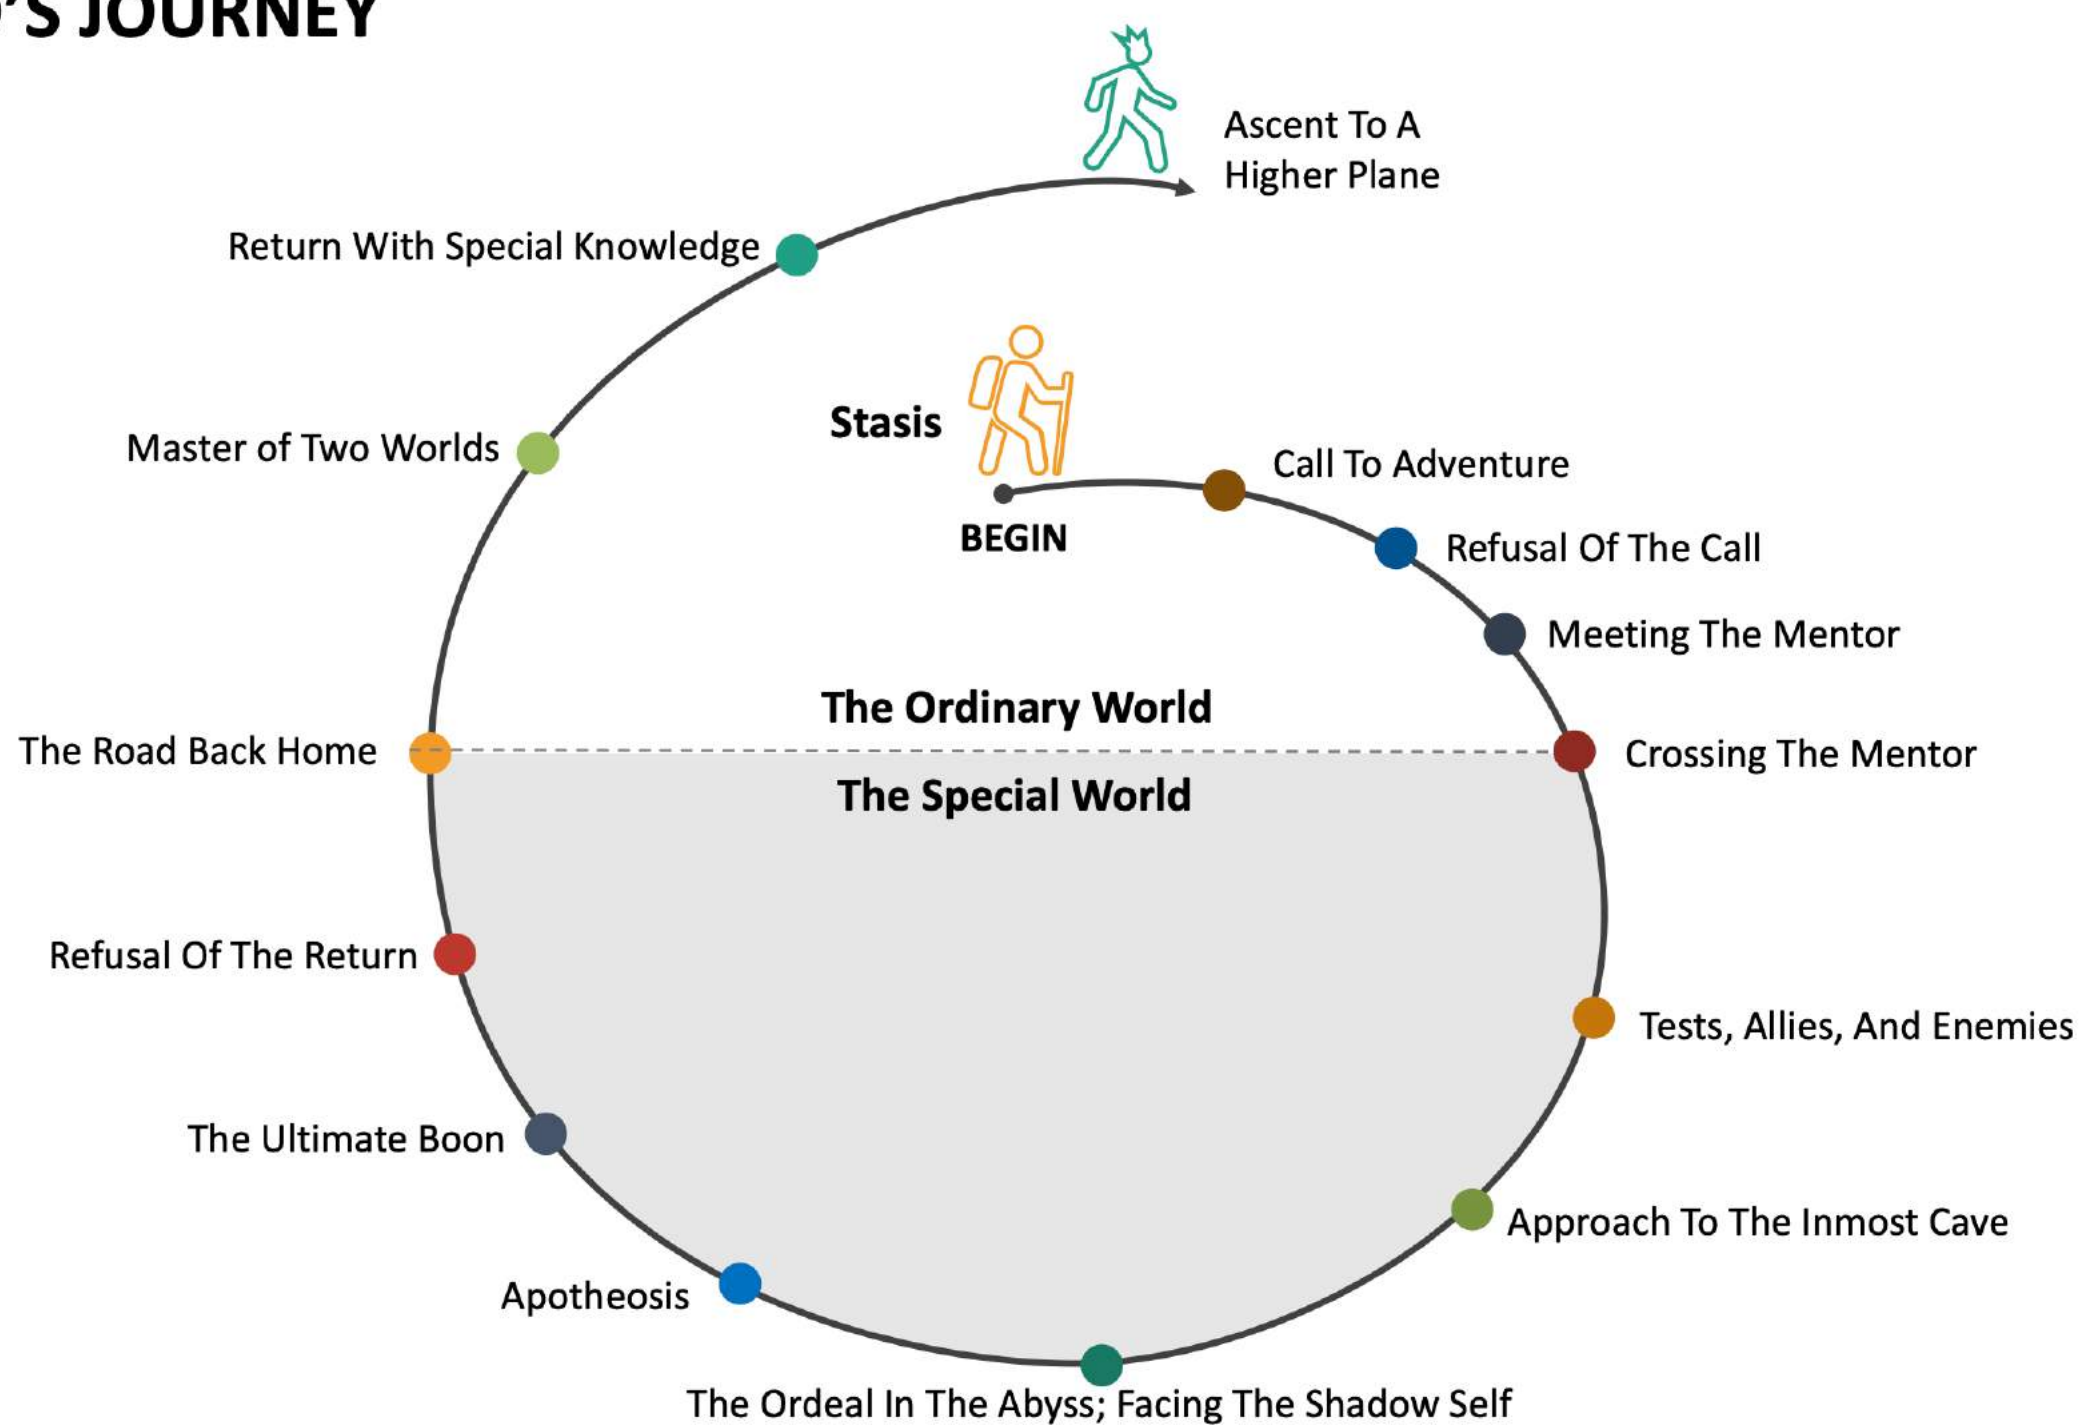 'S JOURNEY
Ascent To A
Higher Plane
Return With Special Knowledge
Stasis
Master of Two Worlds
Call To Adventure
BEGIN
Refusal Of The Call
Meeting The Mentor
The Ordinary World
The Road Back Home
Crossing The Mentor
The Special World
Refusal Of The Return
Tests, Allies, And Enemies
The Ultimate Boon
Approach To The Inmost Cave
Apotheosis
The Ordeal In The Abyss; Facing The Shadow Self